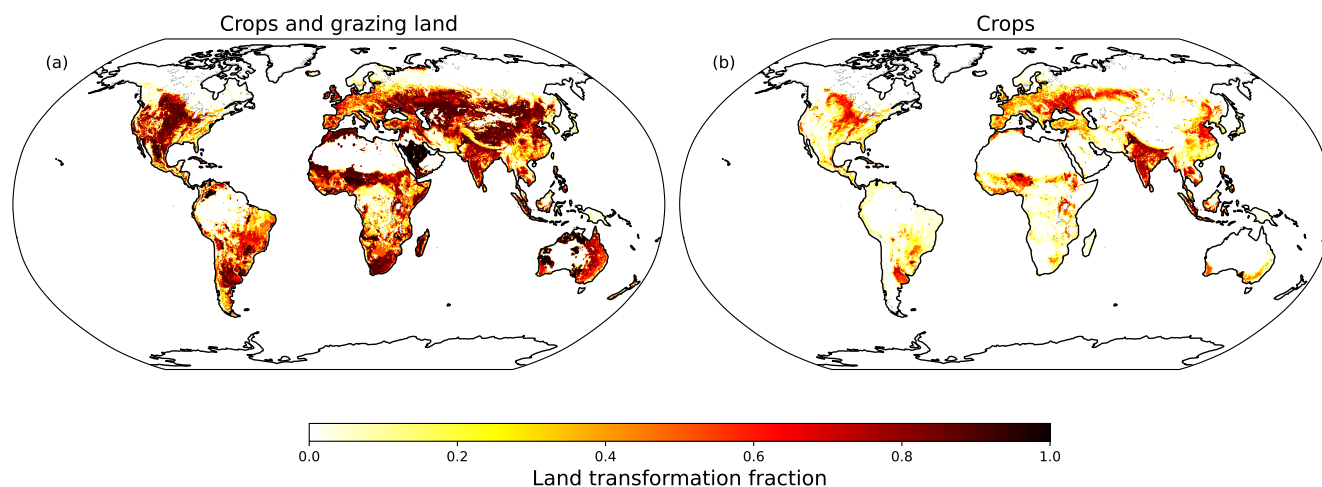 Crops and grazing land
Crops
(a)
(b)
0.0 0.2 0.4 0.6 0.8 1.0
Land transformation fraction